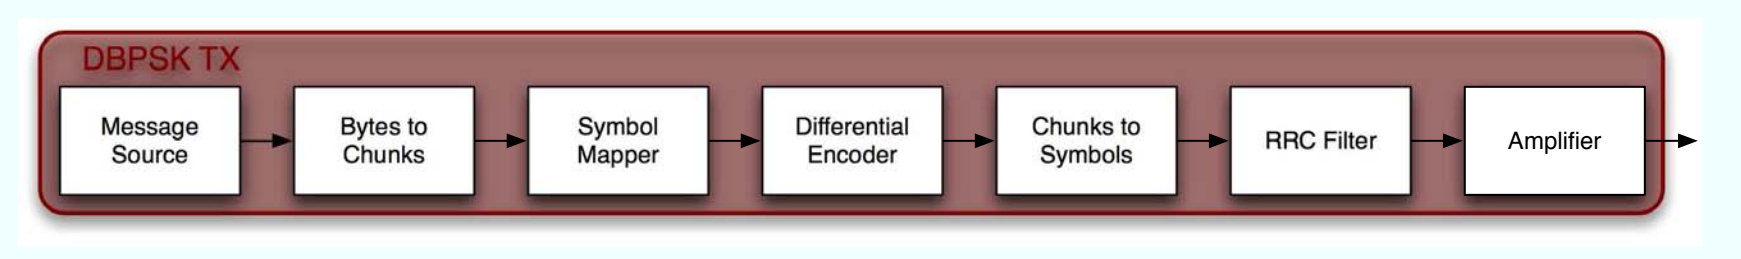 DBPSK TX
Message
Source
Bytes to
Chunks
Symbol
Mapper
Differential
Encoder
Chunks to
Symbols
RRC Filter
Amplifier